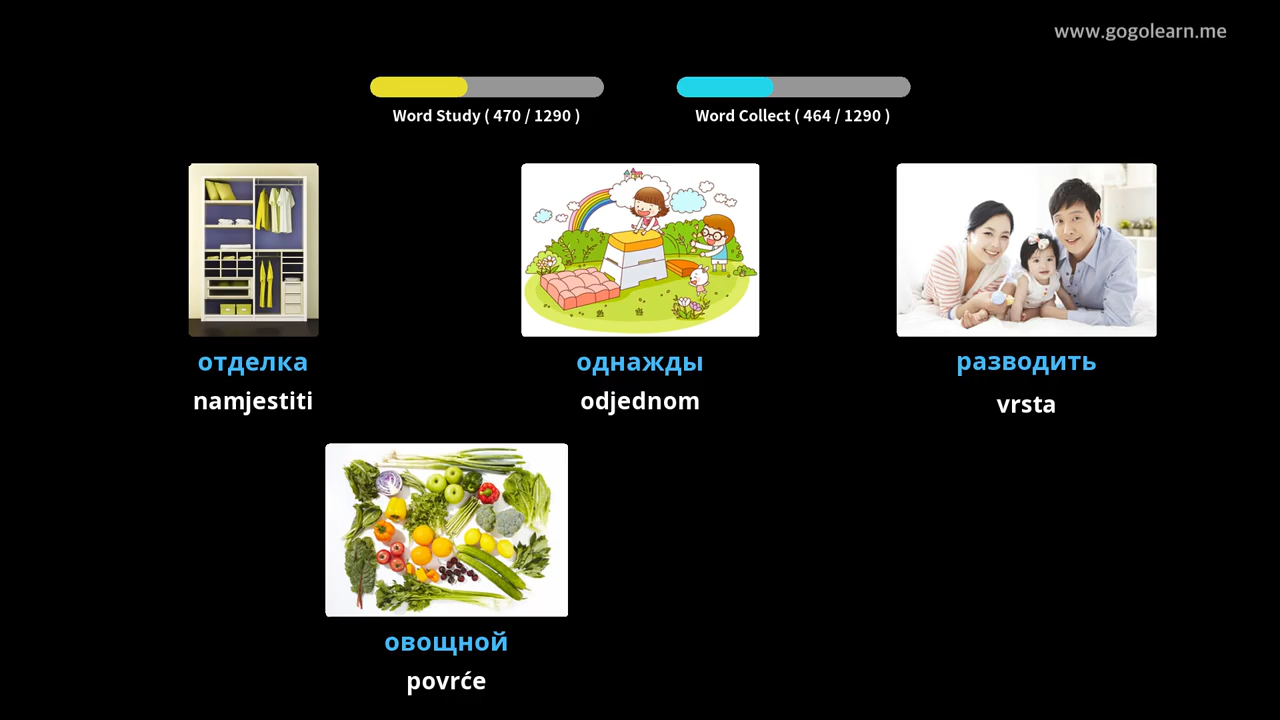 www.gogolearn.me
Word Study ( 470 / 1290 )
Word Collect ( 464 / 1290 )
отделка
namjestiti
однажды
odjednom
разводить
vrsta
овощной
povrće